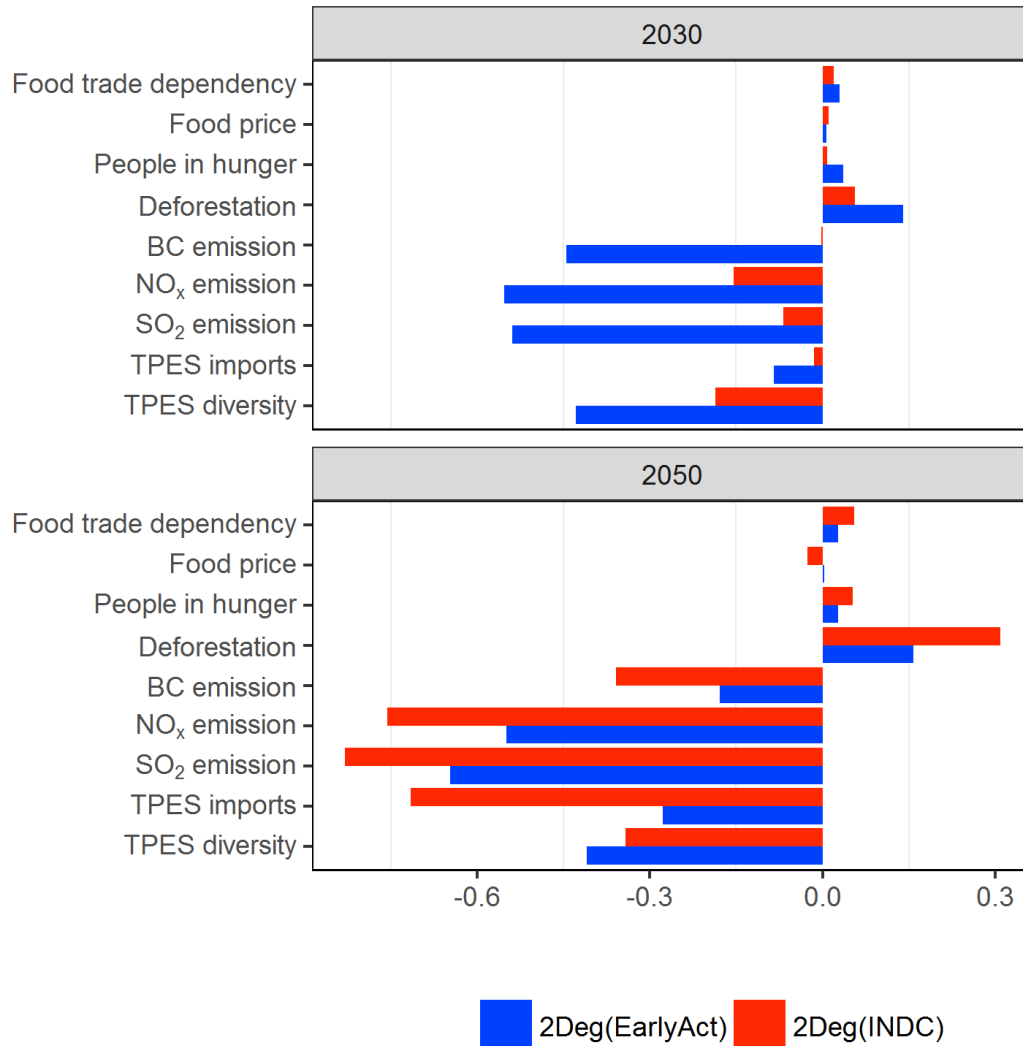 2030
Food trade dependency
Food price
People in hunger
Deforestation
BC emission
NOx emission
SO2 emission
TPES imports
TPES diversity
2050
Food trade dependency
Food price
People in hunger
Deforestation
BC emission
NOx emission
SO2 emission
TPES imports
TPES diversity
-0.6 -0.3 0.0 0.3
2Deg(EarlyAct) 2Deg(INDC)